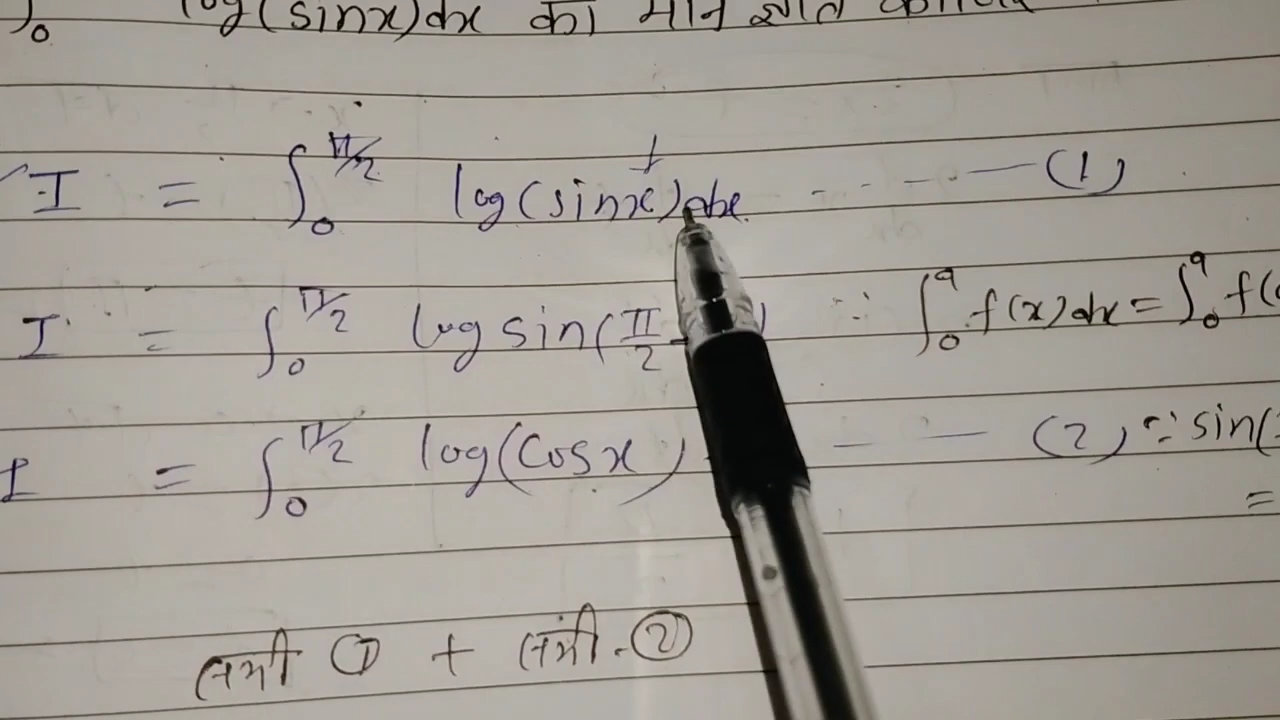 ∫₀ log(sinx)dx का मान ज्ञात
I = ∫₀^π/2 log(sinx)dx - - - - (1)
I = ∫₀^π/2 log sin(π/2 - ) ∵ ∫₀^a f(x)dx = ∫₀^a f(
I = ∫₀^π/2 log(cosx) - - (2) ∵ sin(
=
समी ① + समी. ②